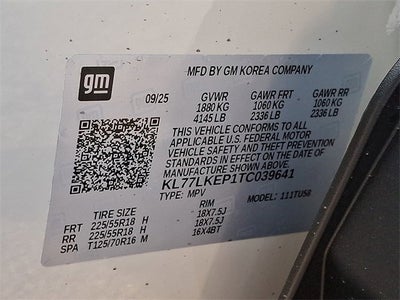 gm
MFD BY GM KOREA COMPANY
09/25 GVWR GAWR FRT GAWR RR
1880 KG 1060 KG 1060 KG
4145 LB 2336 LB 2336 LB
THIS VEHICLE CONFORMS TO ALL
APPLICABLE U.S. FEDERAL MOTOR
VEHICLE SAFETY AND THEFT PREVENTION
STANDARDS IN EFFECT ON THE DATE OF
MANUFACTURE SHOWN ABOVE.
KL77LKEP1TC039641
TYPE: MPV MODEL: 111TU58
TIRE SIZE RIM
FRT 225/55R18 H 18X7.5J
RR 225/55R18 H 18X7.5J
SPA T125/70R16 M 16X4BT